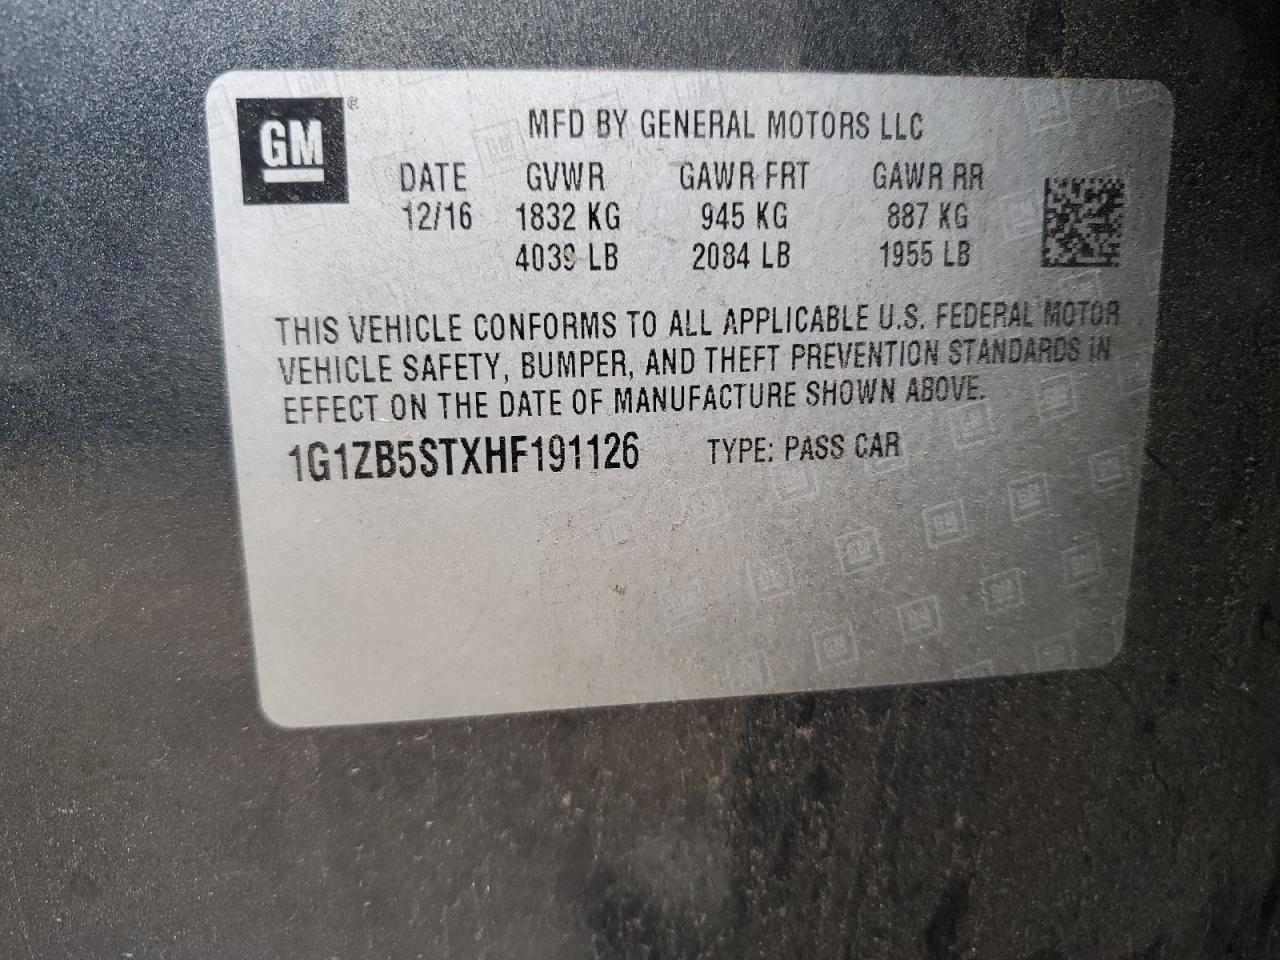 GM ®
MFD BY GENERAL MOTORS LLC
DATE GVWR GAWR FRT GAWR RR
12/16 1832 KG 945 KG 887 KG
4039 LB 2084 LB 1955 LB
THIS VEHICLE CONFORMS TO ALL APPLICABLE U.S. FEDERAL MOTOR
VEHICLE SAFETY, BUMPER, AND THEFT PREVENTION STANDARDS IN
EFFECT ON THE DATE OF MANUFACTURE SHOWN ABOVE.
1G1ZB5STXHF191126 TYPE: PASS CAR